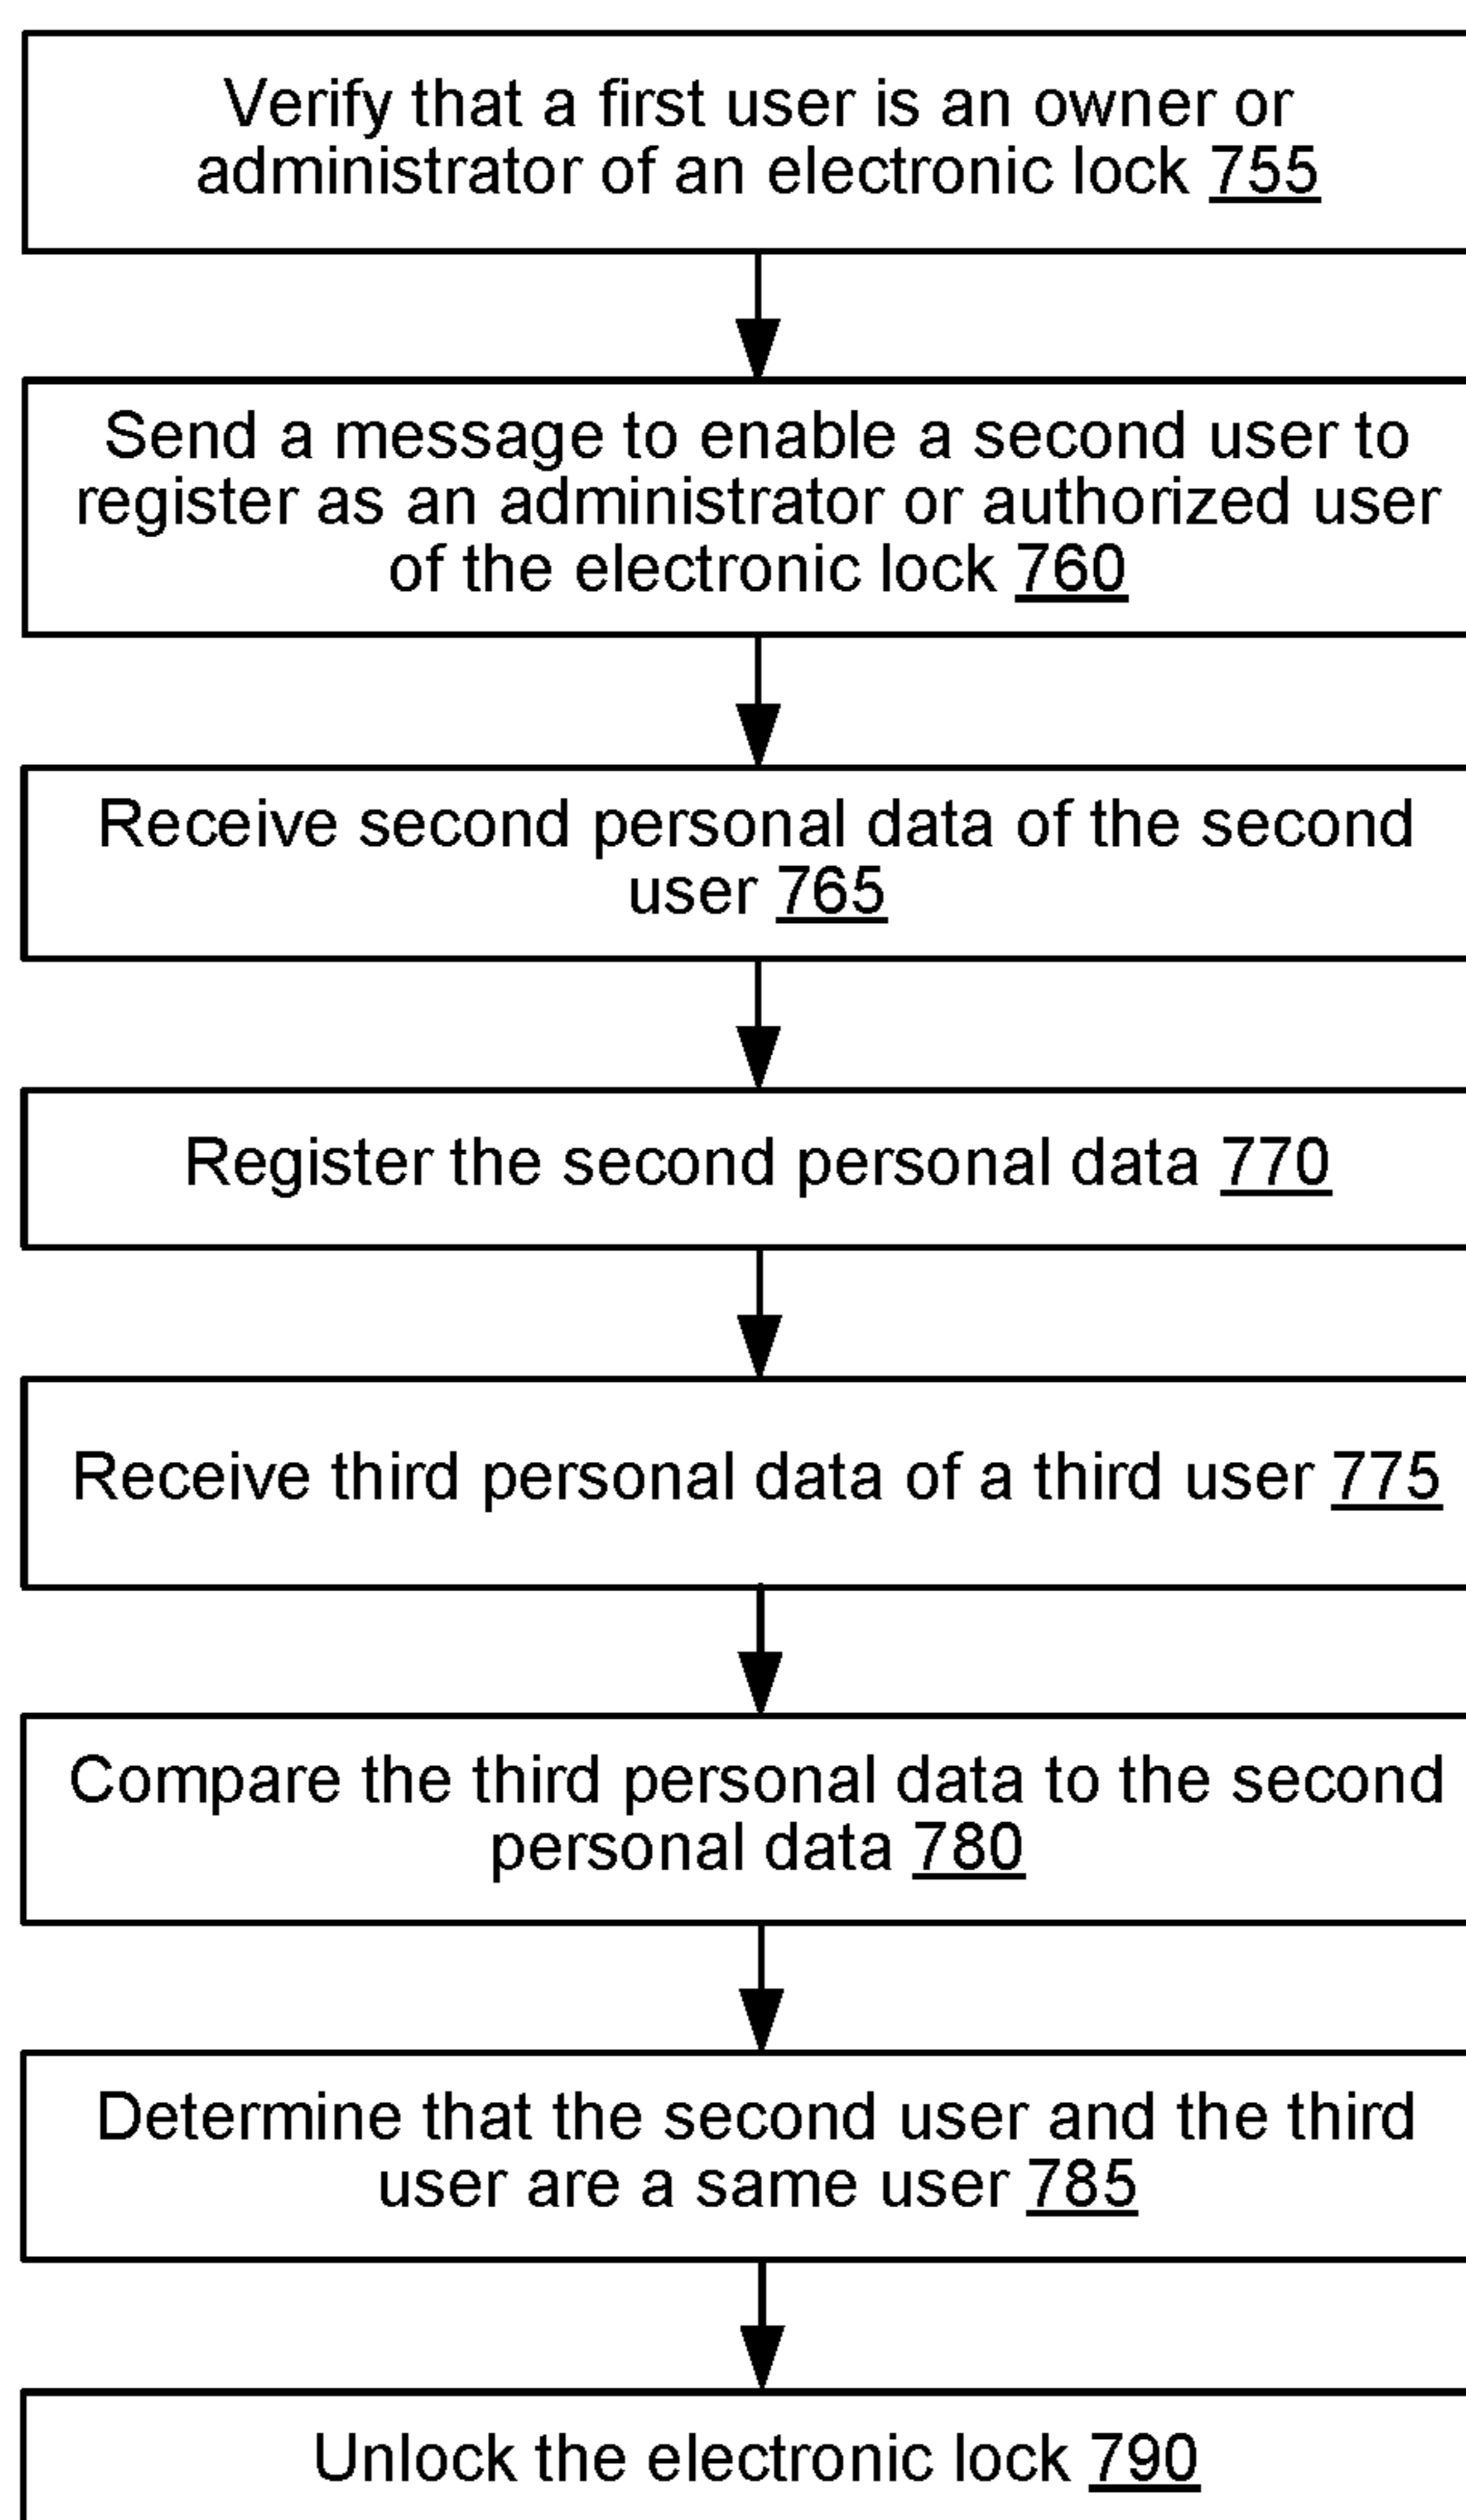 Verify that a first user is an owner or
administrator of an electronic lock 755
Send a message to enable a second user to
register as an administrator or authorized user
of the electronic lock 760
Receive second personal data of the second
user 765
Register the second personal data 770
Receive third personal data of a third user 775
Compare the third personal data to the second
personal data 780
Determine that the second user and the third
user are a same user 785
Unlock the electronic lock 790